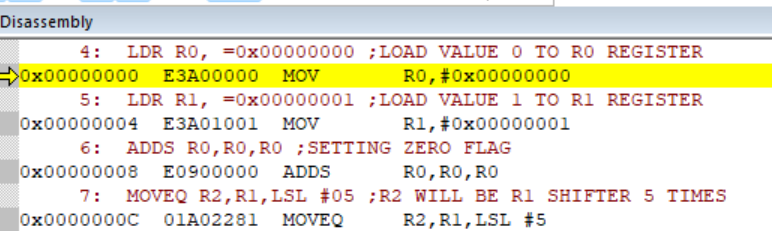 Disassembly
4: LDR R0, =0x00000000 ;LOAD VALUE 0 TO R0 REGISTER
0x00000000 E3A00000 MOV R0,#0x00000000
5: LDR R1, =0x00000001 ;LOAD VALUE 1 TO R1 REGISTER
0x00000004 E3A01001 MOV R1,#0x00000001
6: ADDS R0,R0,R0 ;SETTING ZERO FLAG
0x00000008 E0900000 ADDS R0,R0,R0
7: MOVEQ R2,R1,LSL #05 ;R2 WILL BE R1 SHIFTER 5 TIMES
0x0000000C 01A02281 MOVEQ R2,R1,LSL #5